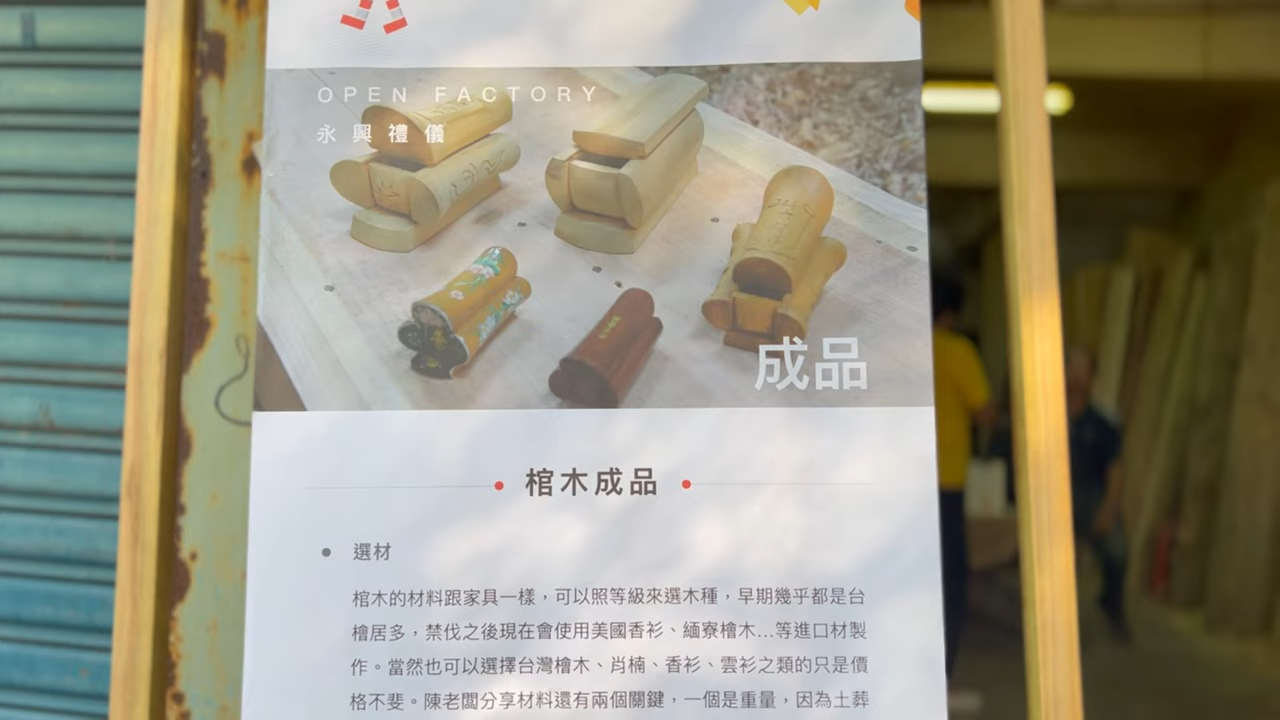 OPEN FACTORY
永興禮儀
成品
棺木成品
選材
棺木的材料跟家具一樣，可以照等級來選木種，早期幾乎都是台
檜居多，禁伐之後現在會使用美國香衫、緬寮檜木...等進口材製
作。當然也可以選擇台灣檜木、肖楠、香衫、雲衫之類的只是價
格不斐。陳老闆分享材料還有兩個關鍵，一個是重量，因為土葬